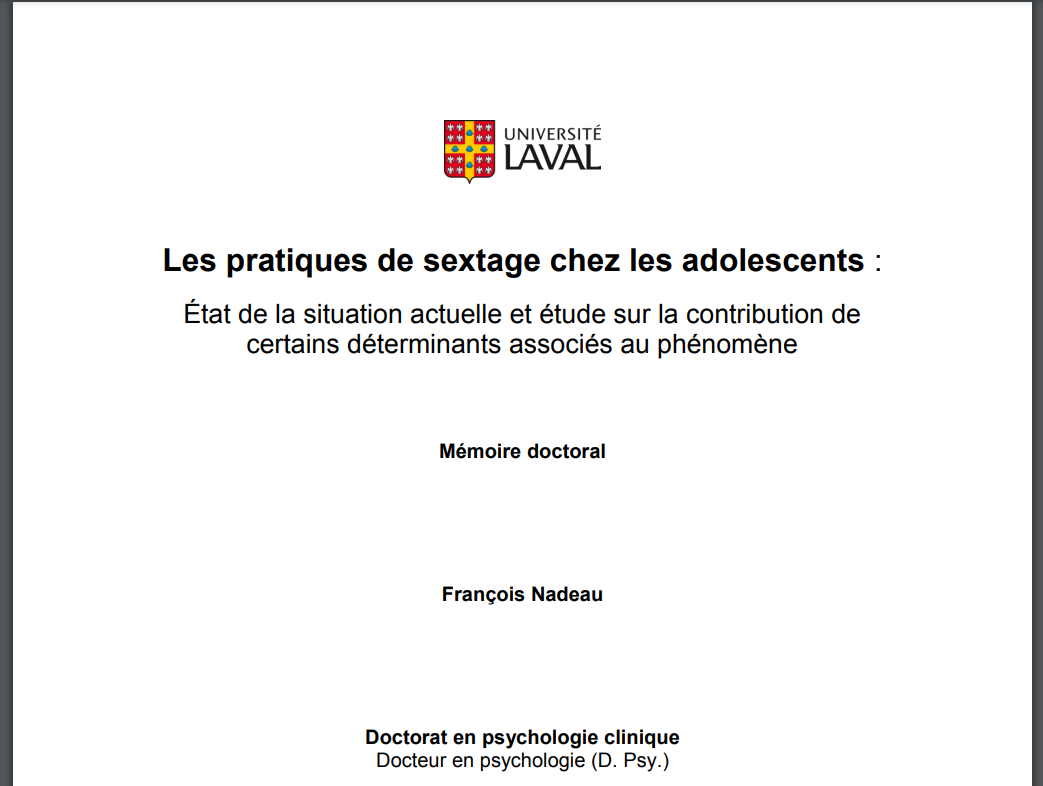 UNIVERSITÉ
LAVAL
Les pratiques de sextage chez les adolescents :
État de la situation actuelle et étude sur la contribution de
certains déterminants associés au phénomène
Mémoire doctoral
François Nadeau
Doctorat en psychologie clinique
Docteur en psychologie (D. Psy.)